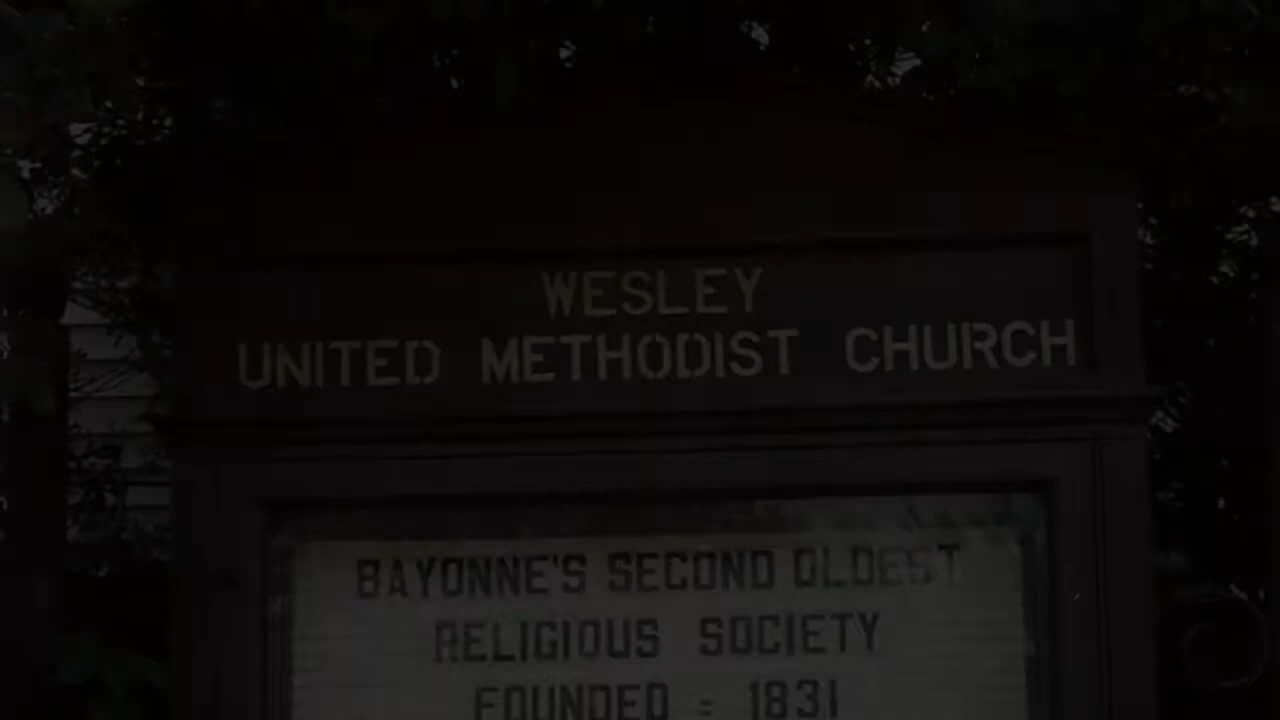 WESLEY
UNITED METHODIST CHURCH
BAYONNE'S SECOND OLDEST
RELIGIOUS SOCIETY
FOUNDED = 1831